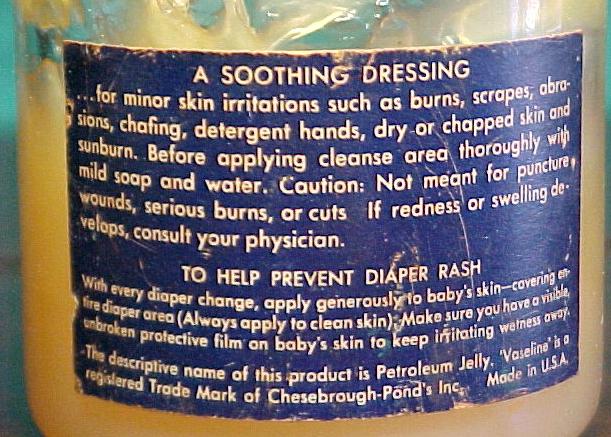 A SOOTHING DRESSING
...for minor skin irritations such as burns, scrapes, abra-
sions, chafing, detergent hands, dry or chapped skin and
sunburn. Before applying cleanse area thoroughly with
mild soap and water. Caution: Not meant for puncture
wounds, serious burns, or cuts If redness or swelling de-
velops, consult your physician.
TO HELP PREVENT DIAPER RASH
With every diaper change, apply generously to baby's skin—covering en-
tire diaper area (Always apply to clean skin). Make sure you have a visible,
unbroken protective film on baby's skin to keep irritating wetness away.
The descriptive name of this product is Petroleum Jelly. 'Vaseline' is a
registered Trade Mark of Chesebrough-Pond's Inc. Made in U.S.A.